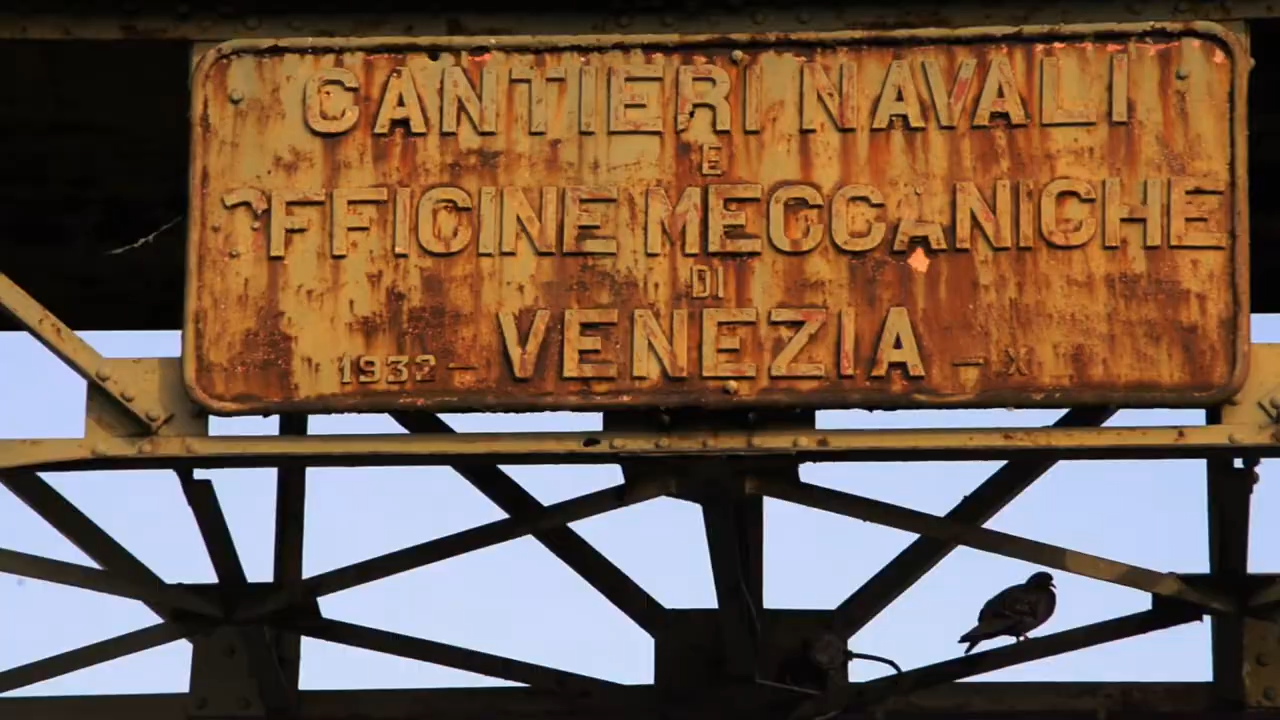 CANTIERI NAVALI
E
OFFICINE MECCANICHE
DI
VENEZIA
1932 - - X